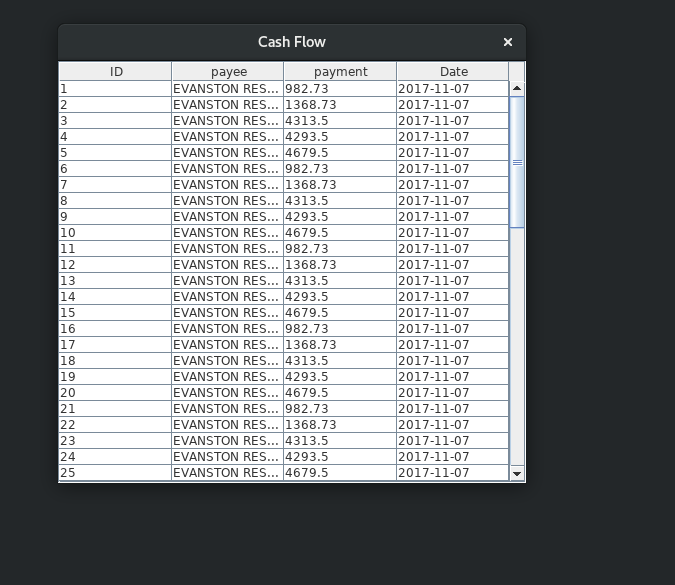 Cash Flow
ID payee payment Date
1 EVANSTON RES... 982.73 2017-11-07
2 EVANSTON RES... 1368.73 2017-11-07
3 EVANSTON RES... 4313.5 2017-11-07
4 EVANSTON RES... 4293.5 2017-11-07
5 EVANSTON RES... 4679.5 2017-11-07
6 EVANSTON RES... 982.73 2017-11-07
7 EVANSTON RES... 1368.73 2017-11-07
8 EVANSTON RES... 4313.5 2017-11-07
9 EVANSTON RES... 4293.5 2017-11-07
10 EVANSTON RES... 4679.5 2017-11-07
11 EVANSTON RES... 982.73 2017-11-07
12 EVANSTON RES... 1368.73 2017-11-07
13 EVANSTON RES... 4313.5 2017-11-07
14 EVANSTON RES... 4293.5 2017-11-07
15 EVANSTON RES... 4679.5 2017-11-07
16 EVANSTON RES... 982.73 2017-11-07
17 EVANSTON RES... 1368.73 2017-11-07
18 EVANSTON RES... 4313.5 2017-11-07
19 EVANSTON RES... 4293.5 2017-11-07
20 EVANSTON RES... 4679.5 2017-11-07
21 EVANSTON RES... 982.73 2017-11-07
22 EVANSTON RES... 1368.73 2017-11-07
23 EVANSTON RES... 4313.5 2017-11-07
24 EVANSTON RES... 4293.5 2017-11-07
25 EVANSTON RES... 4679.5 2017-11-07